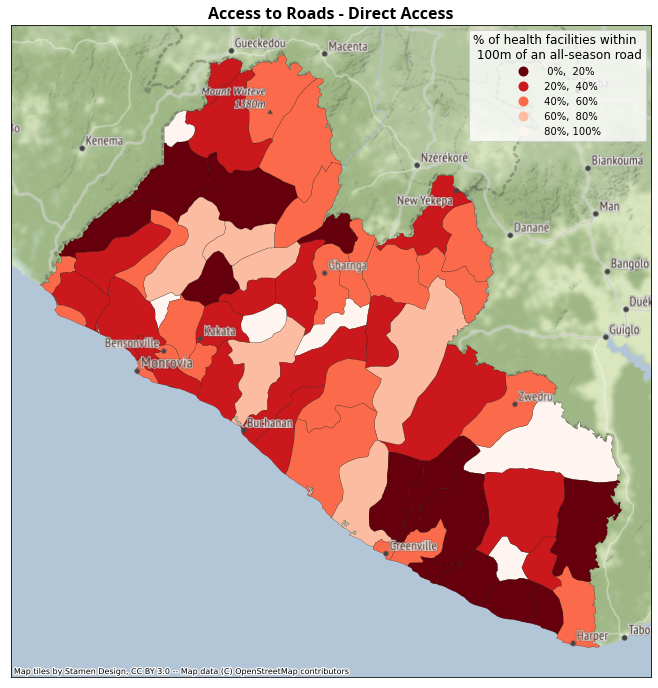 Access to Roads - Direct Access
% of health facilities within
100m of an all-season road
0%, 20%
20%, 40%
40%, 60%
60%, 80%
80%, 100%
Gueckedou
Macenta
Mount Wuteve
1380m
Bo
Kenema
Nzérékoré
Biankouma
New Yekepa
Man
Danané
Bangolo
Gbarnga
Duék
Guiglo
Kakata
Bensonville
Monrovia
Zwedru
Buchanan
Greenville
Harper
Tabo
Map tiles by Stamen Design, CC BY 3.0 -- Map data (C) OpenStreetMap contributors